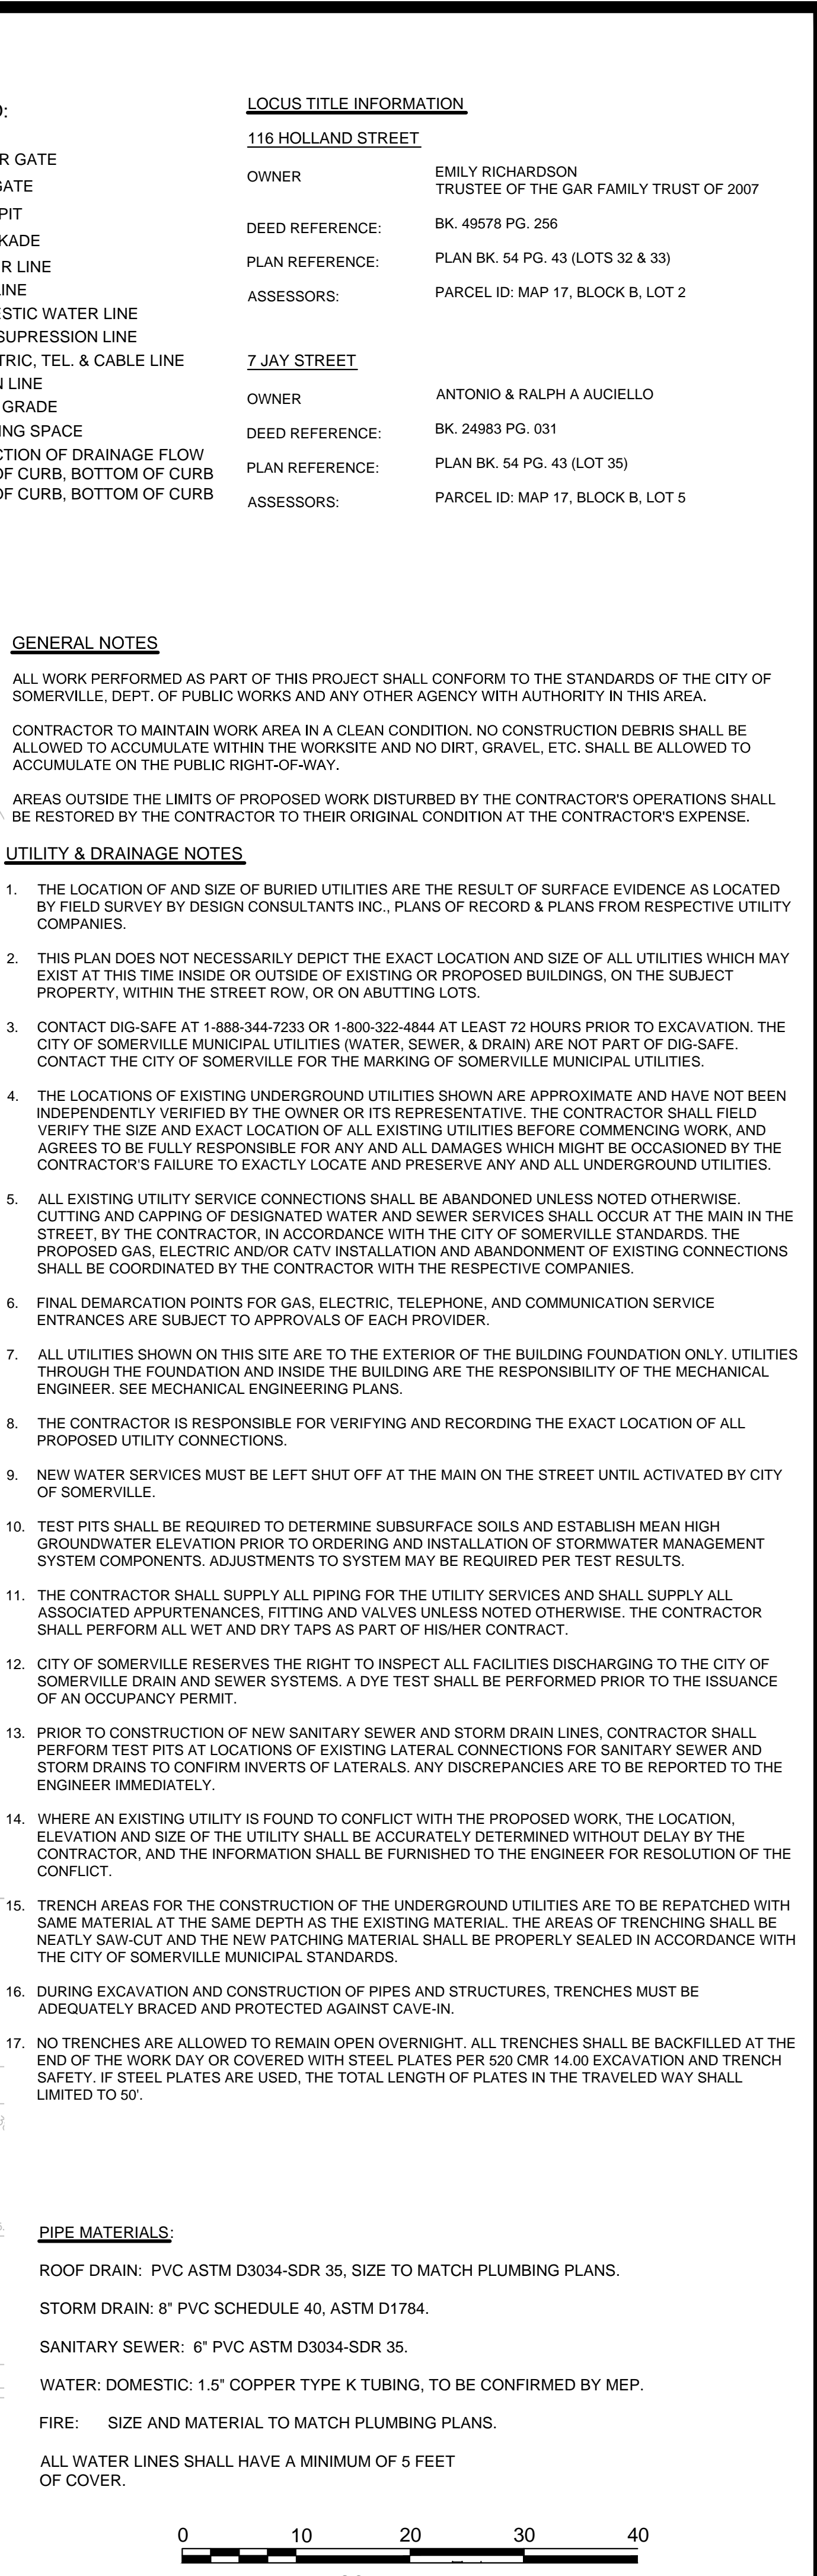 LOCUS TITLE INFORMATION
116 HOLLAND STREET
OWNER EMILY RICHARDSON
TRUSTEE OF THE GAR FAMILY TRUST OF 2007
DEED REFERENCE: BK. 49578 PG. 256
PLAN REFERENCE: PLAN BK. 54 PG. 43 (LOTS 32 & 33)
ASSESSORS: PARCEL ID: MAP 17, BLOCK B, LOT 2
7 JAY STREET
OWNER ANTONIO & RALPH A AUCIELLO
DEED REFERENCE: BK. 24983 PG. 031
PLAN REFERENCE: PLAN BK. 54 PG. 43 (LOT 35)
ASSESSORS: PARCEL ID: MAP 17, BLOCK B, LOT 5
R GATE
GATE
PIT
KADE
R LINE
INE
ESTIC WATER LINE
SUPRESSION LINE
TRIC, TEL. & CABLE LINE
N LINE
GRADE
ING SPACE
CTION OF DRAINAGE FLOW
OF CURB, BOTTOM OF CURB
OF CURB, BOTTOM OF CURB
GENERAL NOTES
ALL WORK PERFORMED AS PART OF THIS PROJECT SHALL CONFORM TO THE STANDARDS OF THE CITY OF
SOMERVILLE, DEPT. OF PUBLIC WORKS AND ANY OTHER AGENCY WITH AUTHORITY IN THIS AREA.
CONTRACTOR TO MAINTAIN WORK AREA IN A CLEAN CONDITION. NO CONSTRUCTION DEBRIS SHALL BE
ALLOWED TO ACCUMULATE WITHIN THE WORKSITE AND NO DIRT, GRAVEL, ETC. SHALL BE ALLOWED TO
ACCUMULATE ON THE PUBLIC RIGHT-OF-WAY.
AREAS OUTSIDE THE LIMITS OF PROPOSED WORK DISTURBED BY THE CONTRACTOR'S OPERATIONS SHALL
BE RESTORED BY THE CONTRACTOR TO THEIR ORIGINAL CONDITION AT THE CONTRACTOR'S EXPENSE.
UTILITY & DRAINAGE NOTES
1. THE LOCATION OF AND SIZE OF BURIED UTILITIES ARE THE RESULT OF SURFACE EVIDENCE AS LOCATED
BY FIELD SURVEY BY DESIGN CONSULTANTS INC., PLANS OF RECORD & PLANS FROM RESPECTIVE UTILITY
COMPANIES.
2. THIS PLAN DOES NOT NECESSARILY DEPICT THE EXACT LOCATION AND SIZE OF ALL UTILITIES WHICH MAY
EXIST AT THIS TIME INSIDE OR OUTSIDE OF EXISTING OR PROPOSED BUILDINGS, ON THE SUBJECT
PROPERTY, WITHIN THE STREET ROW, OR ON ABUTTING LOTS.
3. CONTACT DIG-SAFE AT 1-888-344-7233 OR 1-800-322-4844 AT LEAST 72 HOURS PRIOR TO EXCAVATION. THE
CITY OF SOMERVILLE MUNICIPAL UTILITIES (WATER, SEWER, & DRAIN) ARE NOT PART OF DIG-SAFE.
CONTACT THE CITY OF SOMERVILLE FOR THE MARKING OF SOMERVILLE MUNICIPAL UTILITIES.
4. THE LOCATIONS OF EXISTING UNDERGROUND UTILITIES SHOWN ARE APPROXIMATE AND HAVE NOT BEEN
INDEPENDENTLY VERIFIED BY THE OWNER OR ITS REPRESENTATIVE. THE CONTRACTOR SHALL FIELD
VERIFY THE SIZE AND EXACT LOCATION OF ALL EXISTING UTILITIES BEFORE COMMENCING WORK, AND
AGREES TO BE FULLY RESPONSIBLE FOR ANY AND ALL DAMAGES WHICH MIGHT BE OCCASIONED BY THE
CONTRACTOR'S FAILURE TO EXACTLY LOCATE AND PRESERVE ANY AND ALL UNDERGROUND UTILITIES.
5. ALL EXISTING UTILITY SERVICE CONNECTIONS SHALL BE ABANDONED UNLESS NOTED OTHERWISE.
CUTTING AND CAPPING OF DESIGNATED WATER AND SEWER SERVICES SHALL OCCUR AT THE MAIN IN THE
STREET, BY THE CONTRACTOR, IN ACCORDANCE WITH THE CITY OF SOMERVILLE STANDARDS. THE
PROPOSED GAS, ELECTRIC AND/OR CATV INSTALLATION AND ABANDONMENT OF EXISTING CONNECTIONS
SHALL BE COORDINATED BY THE CONTRACTOR WITH THE RESPECTIVE COMPANIES.
6. FINAL DEMARCATION POINTS FOR GAS, ELECTRIC, TELEPHONE, AND COMMUNICATION SERVICE
ENTRANCES ARE SUBJECT TO APPROVALS OF EACH PROVIDER.
7. ALL UTILITIES SHOWN ON THIS SITE ARE TO THE EXTERIOR OF THE BUILDING FOUNDATION ONLY. UTILITIES
THROUGH THE FOUNDATION AND INSIDE THE BUILDING ARE THE RESPONSIBILITY OF THE MECHANICAL
ENGINEER. SEE MECHANICAL ENGINEERING PLANS.
8. THE CONTRACTOR IS RESPONSIBLE FOR VERIFYING AND RECORDING THE EXACT LOCATION OF ALL
PROPOSED UTILITY CONNECTIONS.
9. NEW WATER SERVICES MUST BE LEFT SHUT OFF AT THE MAIN ON THE STREET UNTIL ACTIVATED BY CITY
OF SOMERVILLE.
10. TEST PITS SHALL BE REQUIRED TO DETERMINE SUBSURFACE SOILS AND ESTABLISH MEAN HIGH
GROUNDWATER ELEVATION PRIOR TO ORDERING AND INSTALLATION OF STORMWATER MANAGEMENT
SYSTEM COMPONENTS. ADJUSTMENTS TO SYSTEM MAY BE REQUIRED PER TEST RESULTS.
11. THE CONTRACTOR SHALL SUPPLY ALL PIPING FOR THE UTILITY SERVICES AND SHALL SUPPLY ALL
ASSOCIATED APPURTENANCES, FITTING AND VALVES UNLESS NOTED OTHERWISE. THE CONTRACTOR
SHALL PERFORM ALL WET AND DRY TAPS AS PART OF HIS/HER CONTRACT.
12. CITY OF SOMERVILLE RESERVES THE RIGHT TO INSPECT ALL FACILITIES DISCHARGING TO THE CITY OF
SOMERVILLE DRAIN AND SEWER SYSTEMS. A DYE TEST SHALL BE PERFORMED PRIOR TO THE ISSUANCE
OF AN OCCUPANCY PERMIT.
13. PRIOR TO CONSTRUCTION OF NEW SANITARY SEWER AND STORM DRAIN LINES, CONTRACTOR SHALL
PERFORM TEST PITS AT LOCATIONS OF EXISTING LATERAL CONNECTIONS FOR SANITARY SEWER AND
STORM DRAINS TO CONFIRM INVERTS OF LATERALS. ANY DISCREPANCIES ARE TO BE REPORTED TO THE
ENGINEER IMMEDIATELY.
14. WHERE AN EXISTING UTILITY IS FOUND TO CONFLICT WITH THE PROPOSED WORK, THE LOCATION,
ELEVATION AND SIZE OF THE UTILITY SHALL BE ACCURATELY DETERMINED WITHOUT DELAY BY THE
CONTRACTOR, AND THE INFORMATION SHALL BE FURNISHED TO THE ENGINEER FOR RESOLUTION OF THE
CONFLICT.
15. TRENCH AREAS FOR THE CONSTRUCTION OF THE UNDERGROUND UTILITIES ARE TO BE REPATCHED WITH
SAME MATERIAL AT THE SAME DEPTH AS THE EXISTING MATERIAL. THE AREAS OF TRENCHING SHALL BE
NEATLY SAW-CUT AND THE NEW PATCHING MATERIAL SHALL BE PROPERLY SEALED IN ACCORDANCE WITH
THE CITY OF SOMERVILLE MUNICIPAL STANDARDS.
16. DURING EXCAVATION AND CONSTRUCTION OF PIPES AND STRUCTURES, TRENCHES MUST BE
ADEQUATELY BRACED AND PROTECTED AGAINST CAVE-IN.
17. NO TRENCHES ARE ALLOWED TO REMAIN OPEN OVERNIGHT. ALL TRENCHES SHALL BE BACKFILLED AT THE
END OF THE WORK DAY OR COVERED WITH STEEL PLATES PER 520 CMR 14.00 EXCAVATION AND TRENCH
SAFETY. IF STEEL PLATES ARE USED, THE TOTAL LENGTH OF PLATES IN THE TRAVELED WAY SHALL
LIMITED TO 50'.
PIPE MATERIALS:
ROOF DRAIN: PVC ASTM D3034-SDR 35, SIZE TO MATCH PLUMBING PLANS.
STORM DRAIN: 8" PVC SCHEDULE 40, ASTM D1784.
SANITARY SEWER: 6" PVC ASTM D3034-SDR 35.
WATER: DOMESTIC: 1.5" COPPER TYPE K TUBING, TO BE CONFIRMED BY MEP.
FIRE: SIZE AND MATERIAL TO MATCH PLUMBING PLANS.
ALL WATER LINES SHALL HAVE A MINIMUM OF 5 FEET
OF COVER.
0 10 20 30 40